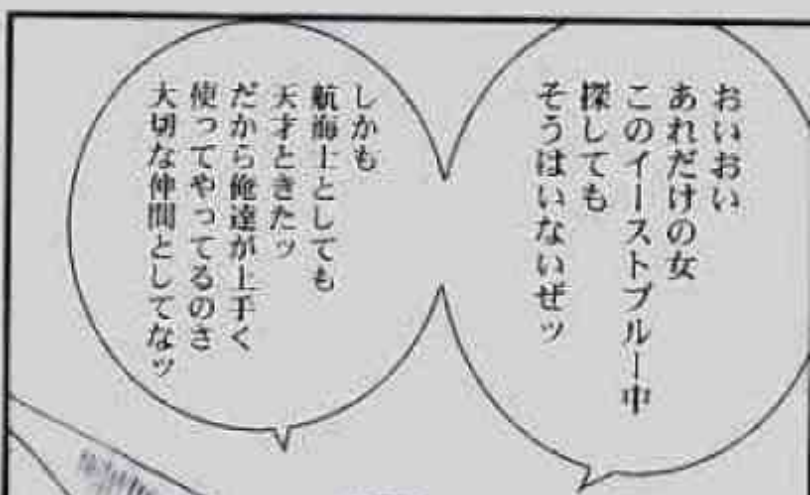 おいおい
あれだけの女
このイーストブルー中
探しても
そうはいないぜッ
しかも
航海士としても
天才ときたッ
だから俺達が上手く
使ってやってるのさ
大切な仲間としてなッ